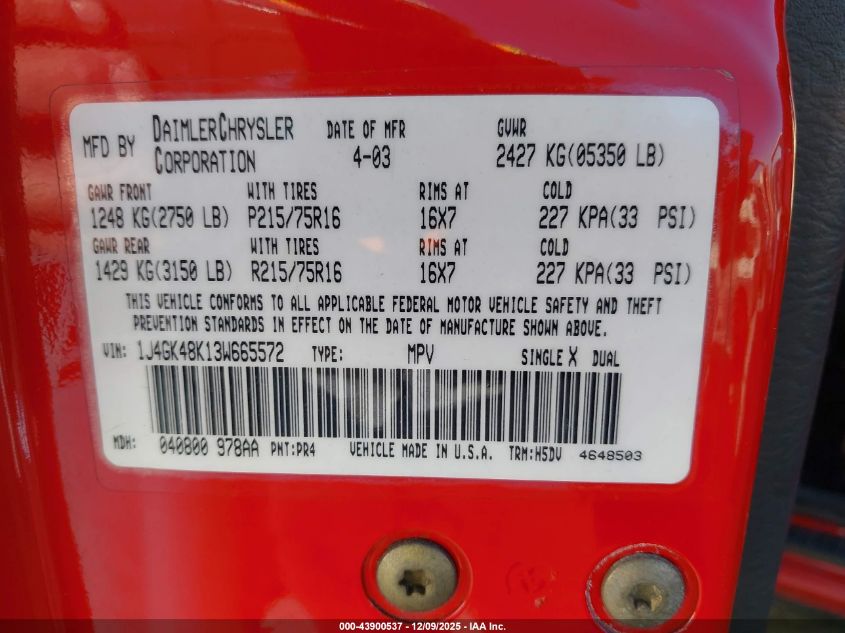 MFD BY DAIMLERCHRYSLER CORPORATION DATE OF MFR 4-03 GVWR 2427 KG(05350 LB)
GAWR FRONT WITH TIRES RIMS AT COLD
1248 KG(2750 LB) P215/75R16 16X7 227 KPA(33 PSI)
GAWR REAR WITH TIRES RIMS AT COLD
1429 KG(3150 LB) R215/75R16 16X7 227 KPA(33 PSI)
THIS VEHICLE CONFORMS TO ALL APPLICABLE FEDERAL MOTOR VEHICLE SAFETY AND THEFT
PREVENTION STANDARDS IN EFFECT ON THE DATE OF MANUFACTURE SHOWN ABOVE.
VIN: 1J4GK48K13W665572 TYPE: MPV SINGLE X DUAL
MDH: 040800 978AA PNT:PR4 VEHICLE MADE IN U.S.A. TRM:H5DV 4648503
000-43900537 - 12/09/2025 - IAA Inc.